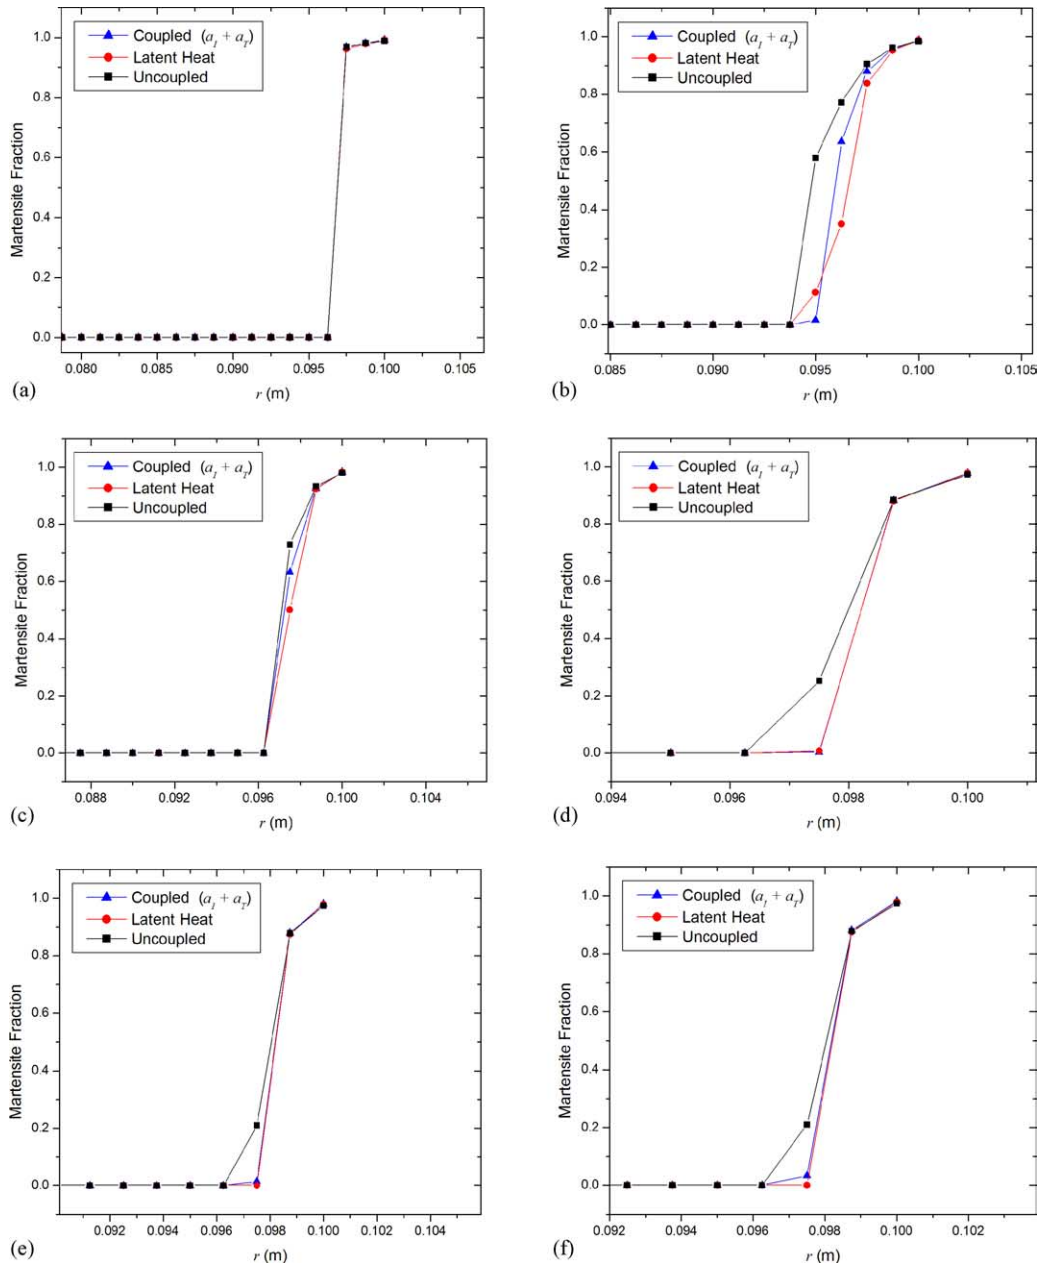 Coupled (a_I + a_T)
Latent Heat
Uncoupled
Martensite Fraction
1.0
0.8
0.6
0.4
0.2
0.0
0.080 0.085 0.090 0.095 0.100 0.105
(a)
r (m)
Coupled (a_I + a_T)
Latent Heat
Uncoupled
Martensite Fraction
1.0
0.8
0.6
0.4
0.2
0.0
0.085 0.090 0.095 0.100 0.105
(b)
r (m)
Coupled (a_I + a_T)
Latent Heat
Uncoupled
Martensite Fraction
1.0
0.8
0.6
0.4
0.2
0.0
0.088 0.092 0.096 0.100 0.104
(c)
r (m)
Coupled (a_I + a_T)
Latent Heat
Uncoupled
Martensite Fraction
1.0
0.8
0.6
0.4
0.2
0.0
0.094 0.096 0.098 0.100
(d)
r (m)
Coupled (a_I + a_T)
Latent Heat
Uncoupled
Martensite Fraction
1.0
0.8
0.6
0.4
0.2
0.0
0.092 0.094 0.096 0.098 0.100 0.102 0.104
(e)
r (m)
Coupled (a_I + a_T)
Latent Heat
Uncoupled
Martensite Fraction
1.0
0.8
0.6
0.4
0.2
0.0
0.092 0.094 0.096 0.098 0.100 0.102
(f)
r (m)